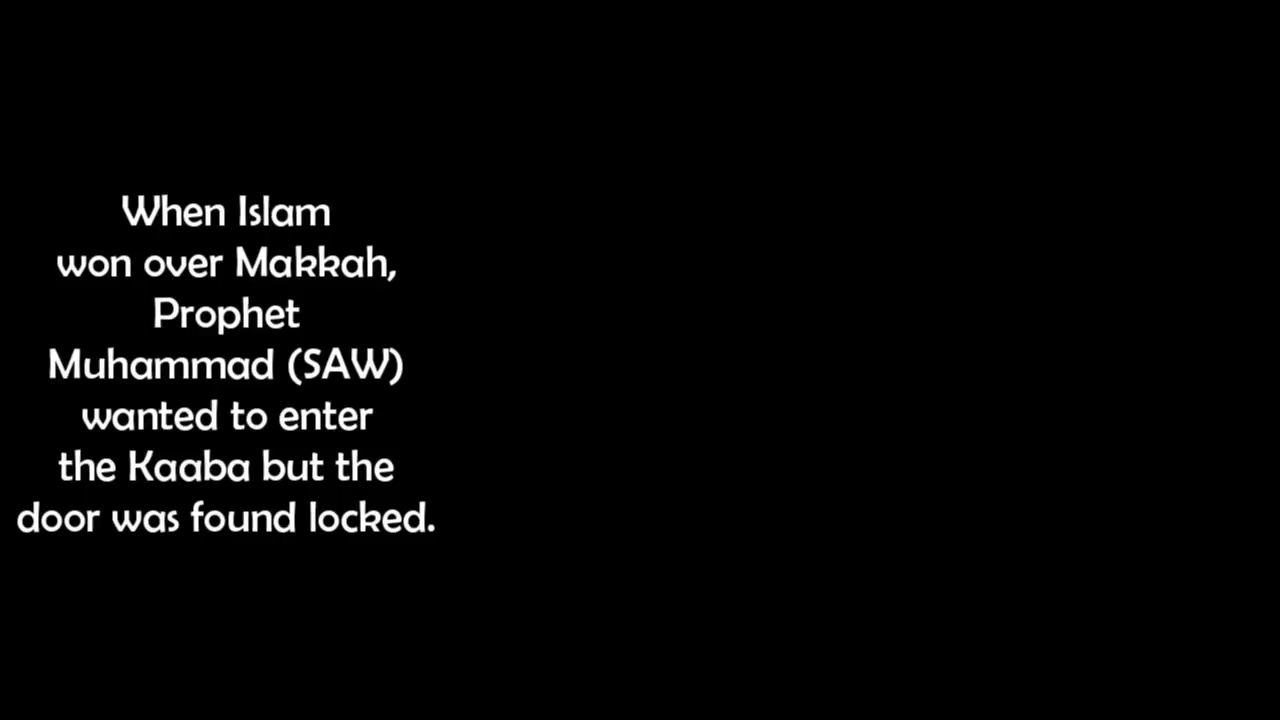 When Islam
won over Makkah,
Prophet
Muhammad (SAW)
wanted to enter
the Kaaba but the
door was found locked.